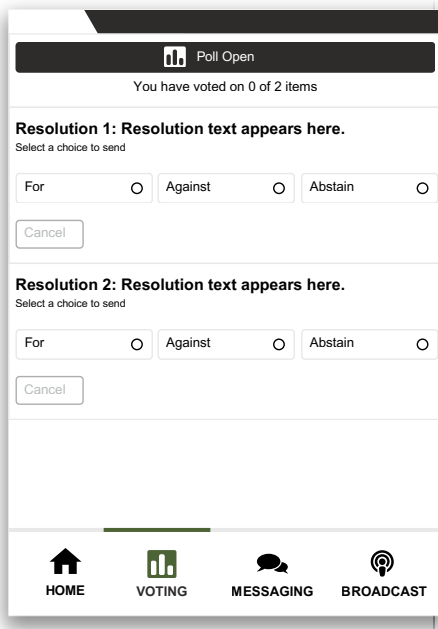 Poll Open
You have voted on 0 of 2 items
Resolution 1: Resolution text appears here.
Select a choice to send
For Against Abstain
Cancel
Resolution 2: Resolution text appears here.
Select a choice to send
For Against Abstain
Cancel
HOME VOTING MESSAGING BROADCAST